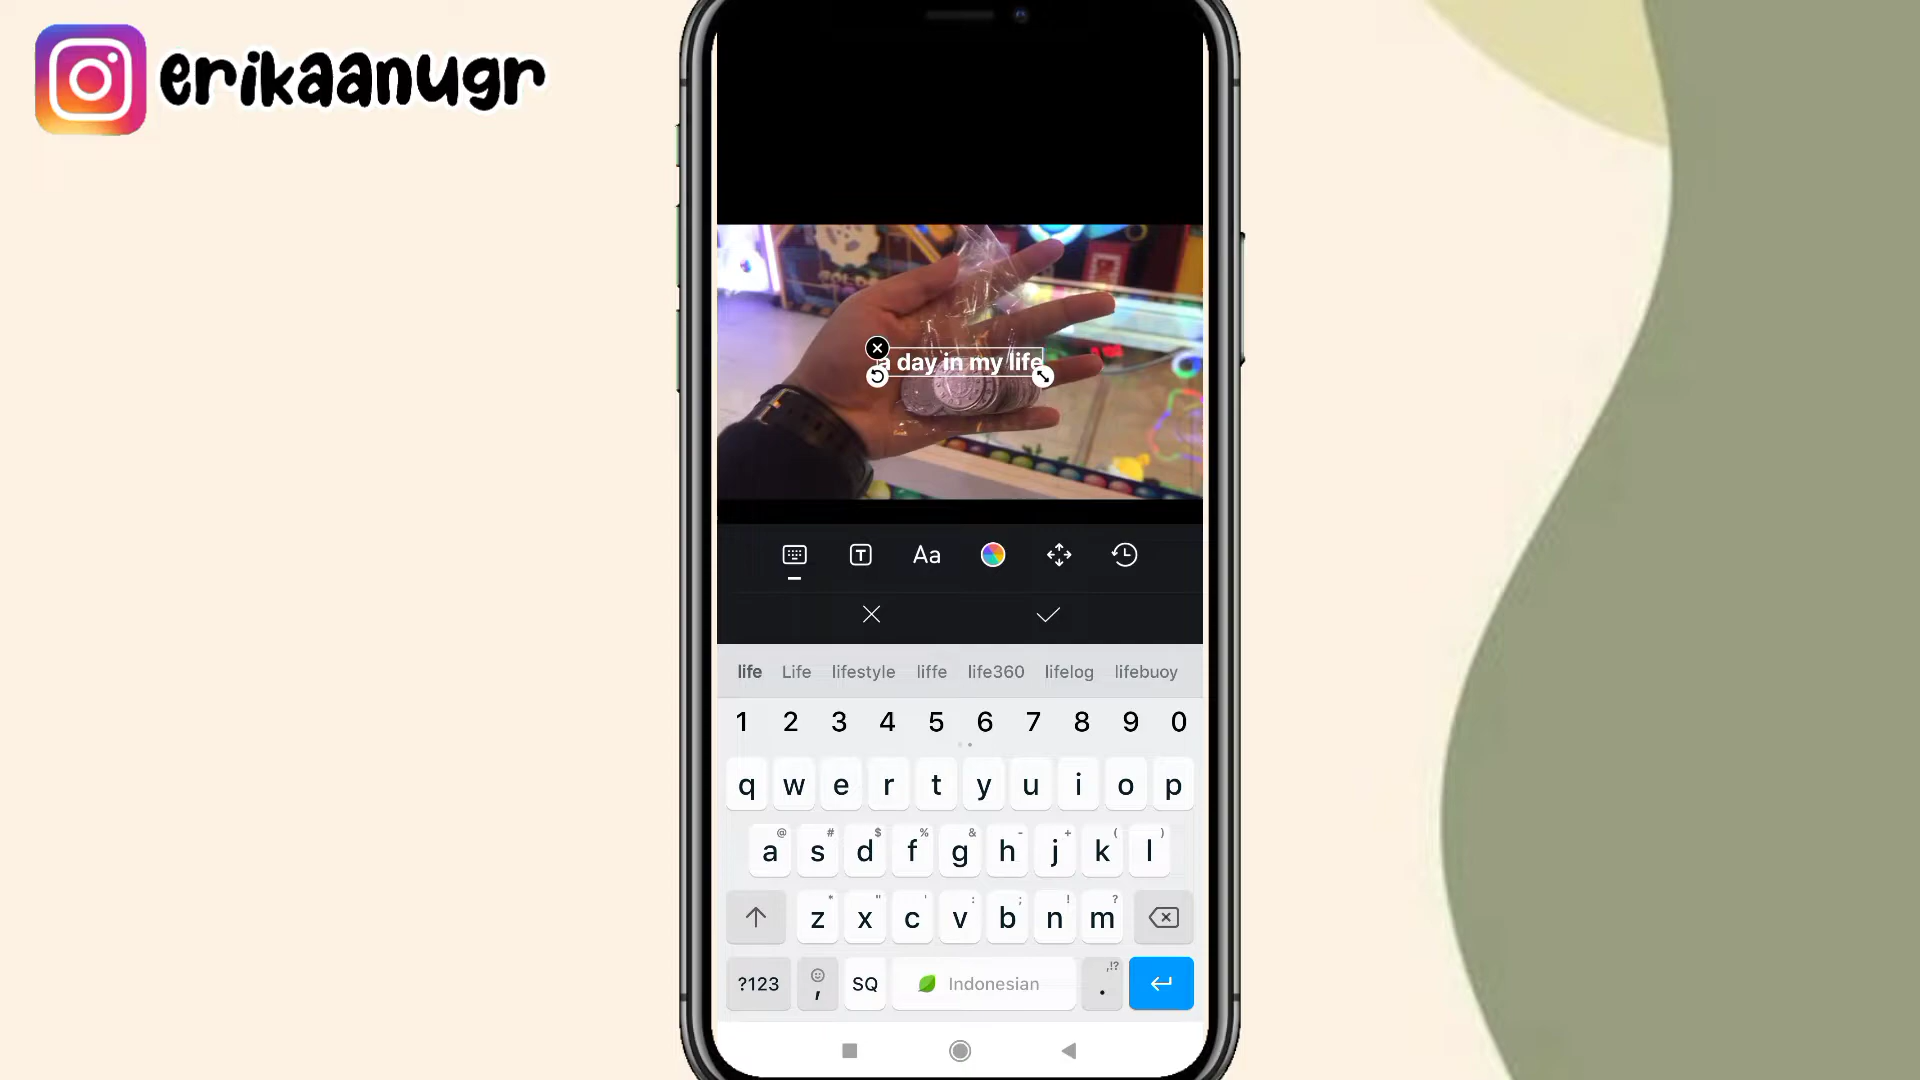 erikaanugr
a day in my life
Aa
life Life lifestyle liffe life360 lifelog lifebuoy
1 2 3 4 5 6 7 8 9 0
q w e r t y u i o p
@ # $ % & - + ( )
a s d f g h j k l
* " ' : ; ! ?
z x c v b n m
?123 , SQ Indonesian ,!? .